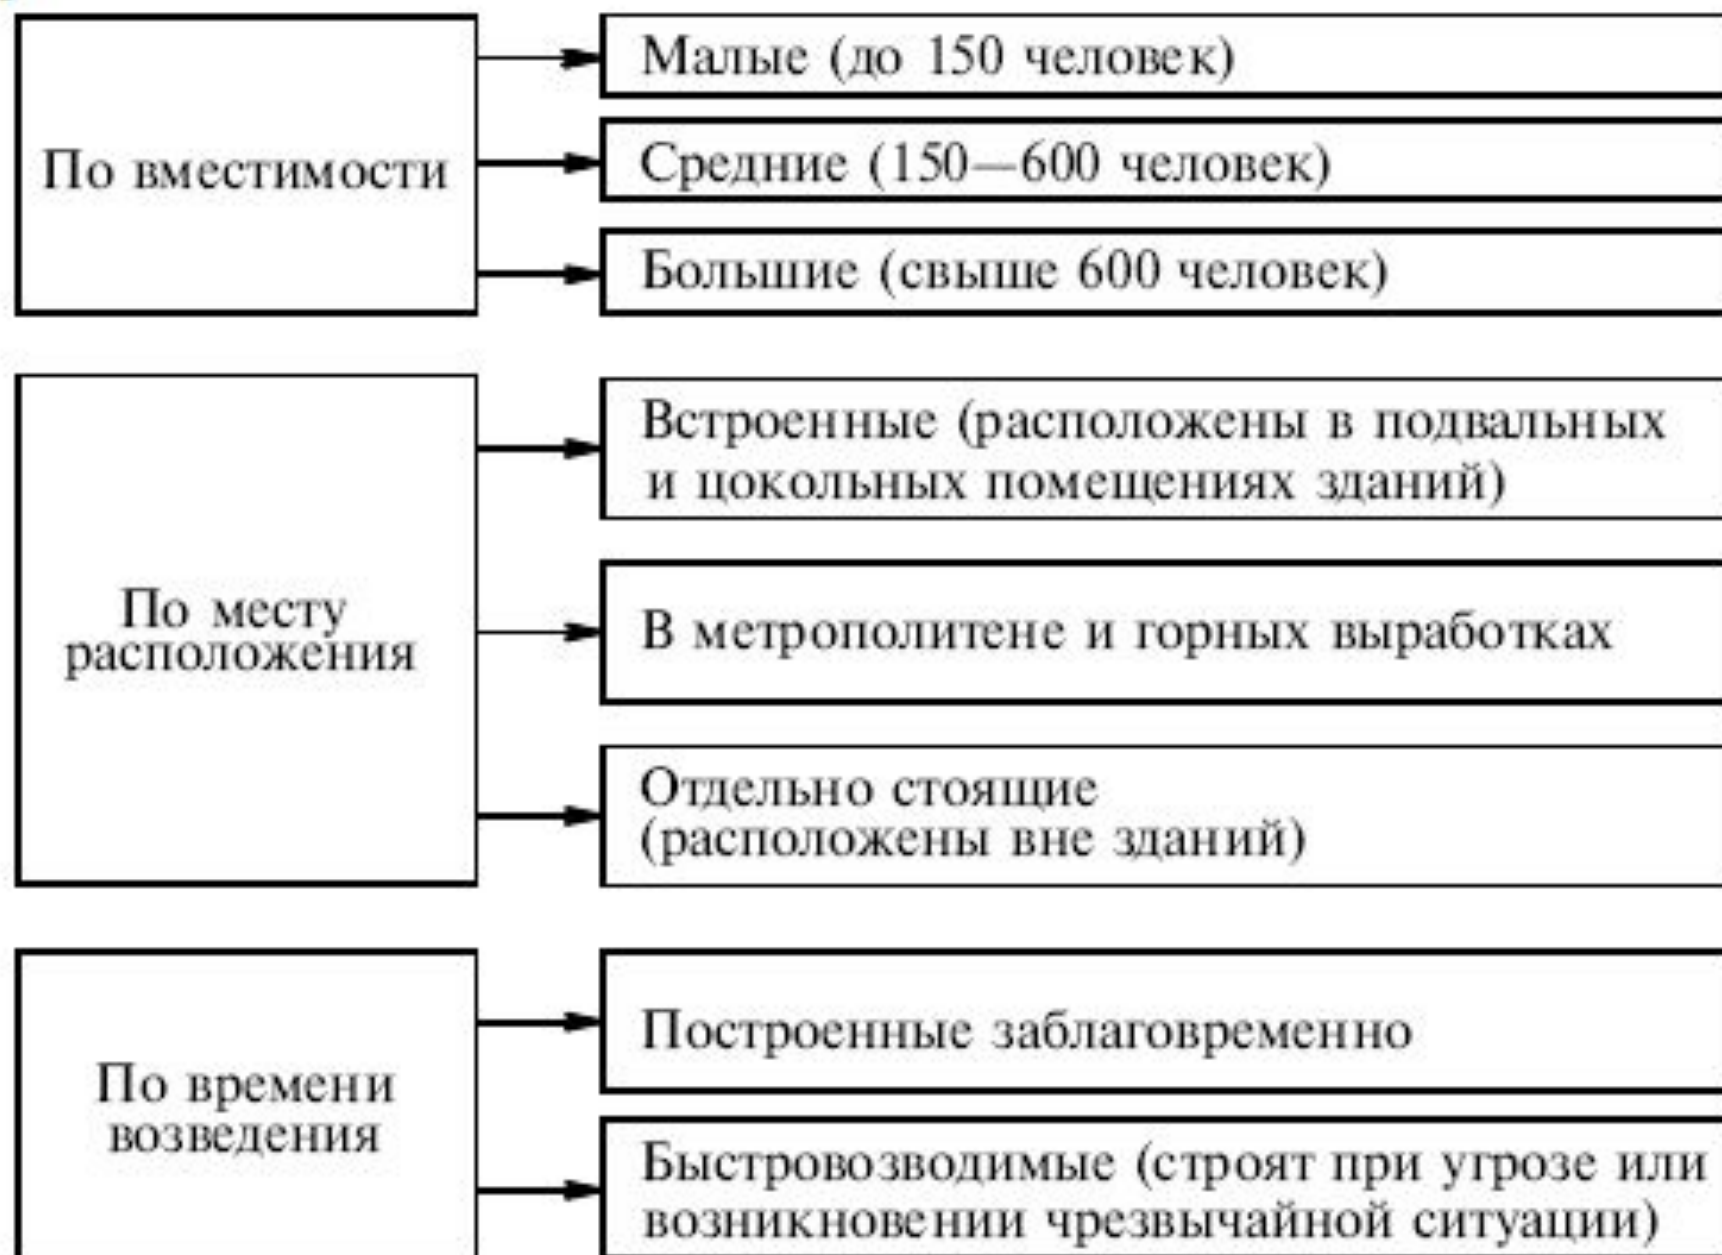 По вместимости
Малые (до 150 человек)
Средние (150—600 человек)
Большие (свыше 600 человек)
По месту
расположения
Встроенные (расположены в подвальных
и цокольных помещениях зданий)
В метрополитене и горных выработках
Отдельно стоящие
(расположены вне зданий)
По времени
возведения
Построенные заблаговременно
Быстровозводимые (строят при угрозе или
возникновении чрезвычайной ситуации)